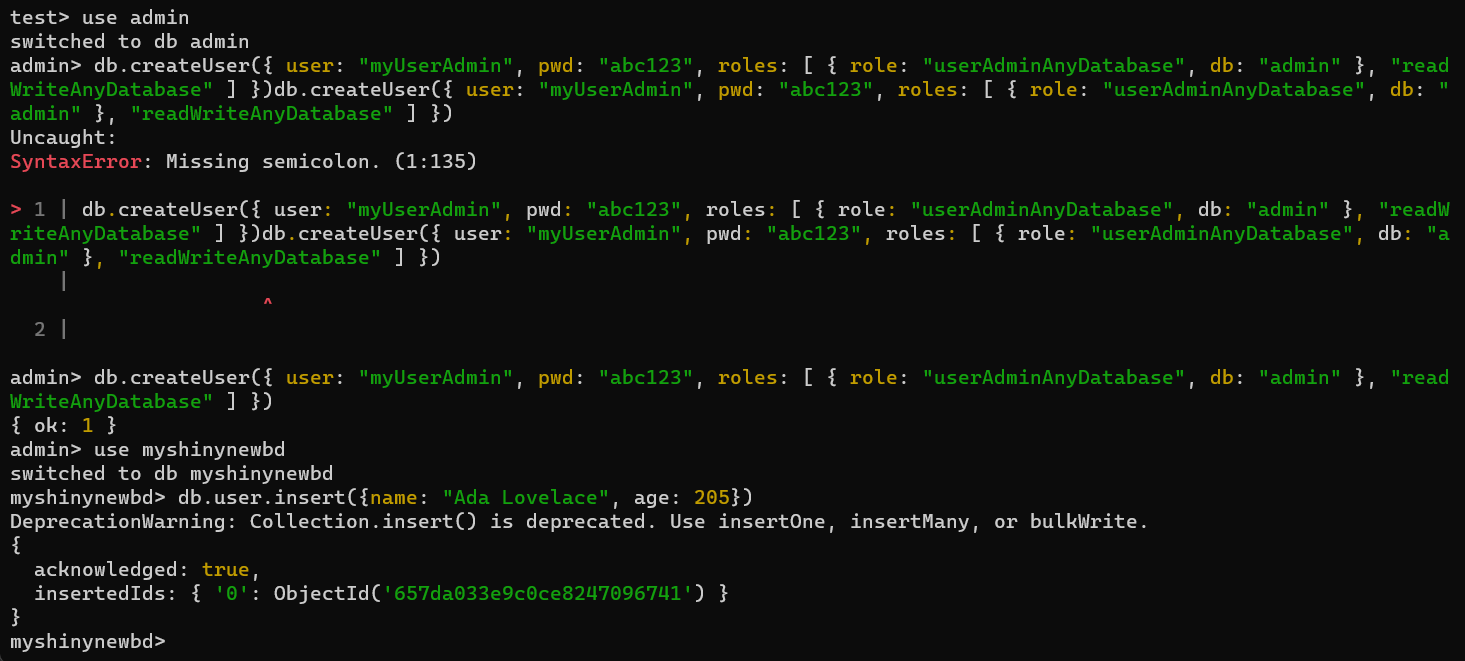 test> use admin
switched to db admin
admin> db.createUser({ user: "myUserAdmin", pwd: "abc123", roles: [ { role: "userAdminAnyDatabase", db: "admin" }, "read
WriteAnyDatabase" ] })db.createUser({ user: "myUserAdmin", pwd: "abc123", roles: [ { role: "userAdminAnyDatabase", db: "
admin" }, "readWriteAnyDatabase" ] })
Uncaught:
SyntaxError: Missing semicolon. (1:135)

> 1 | db.createUser({ user: "myUserAdmin", pwd: "abc123", roles: [ { role: "userAdminAnyDatabase", db: "admin" }, "readW
riteAnyDatabase" ] })db.createUser({ user: "myUserAdmin", pwd: "abc123", roles: [ { role: "userAdminAnyDatabase", db: "a
dmin" }, "readWriteAnyDatabase" ] })
    |
                     ^
  2 |

admin> db.createUser({ user: "myUserAdmin", pwd: "abc123", roles: [ { role: "userAdminAnyDatabase", db: "admin" }, "read
WriteAnyDatabase" ] })
{ ok: 1 }
admin> use myshinynewbd
switched to db myshinynewbd
myshinynewbd> db.user.insert({name: "Ada Lovelace", age: 205})
DeprecationWarning: Collection.insert() is deprecated. Use insertOne, insertMany, or bulkWrite.
{
  acknowledged: true,
  insertedIds: { '0': ObjectId('657da033e9c0ce8247096741') }
}
myshinynewbd>